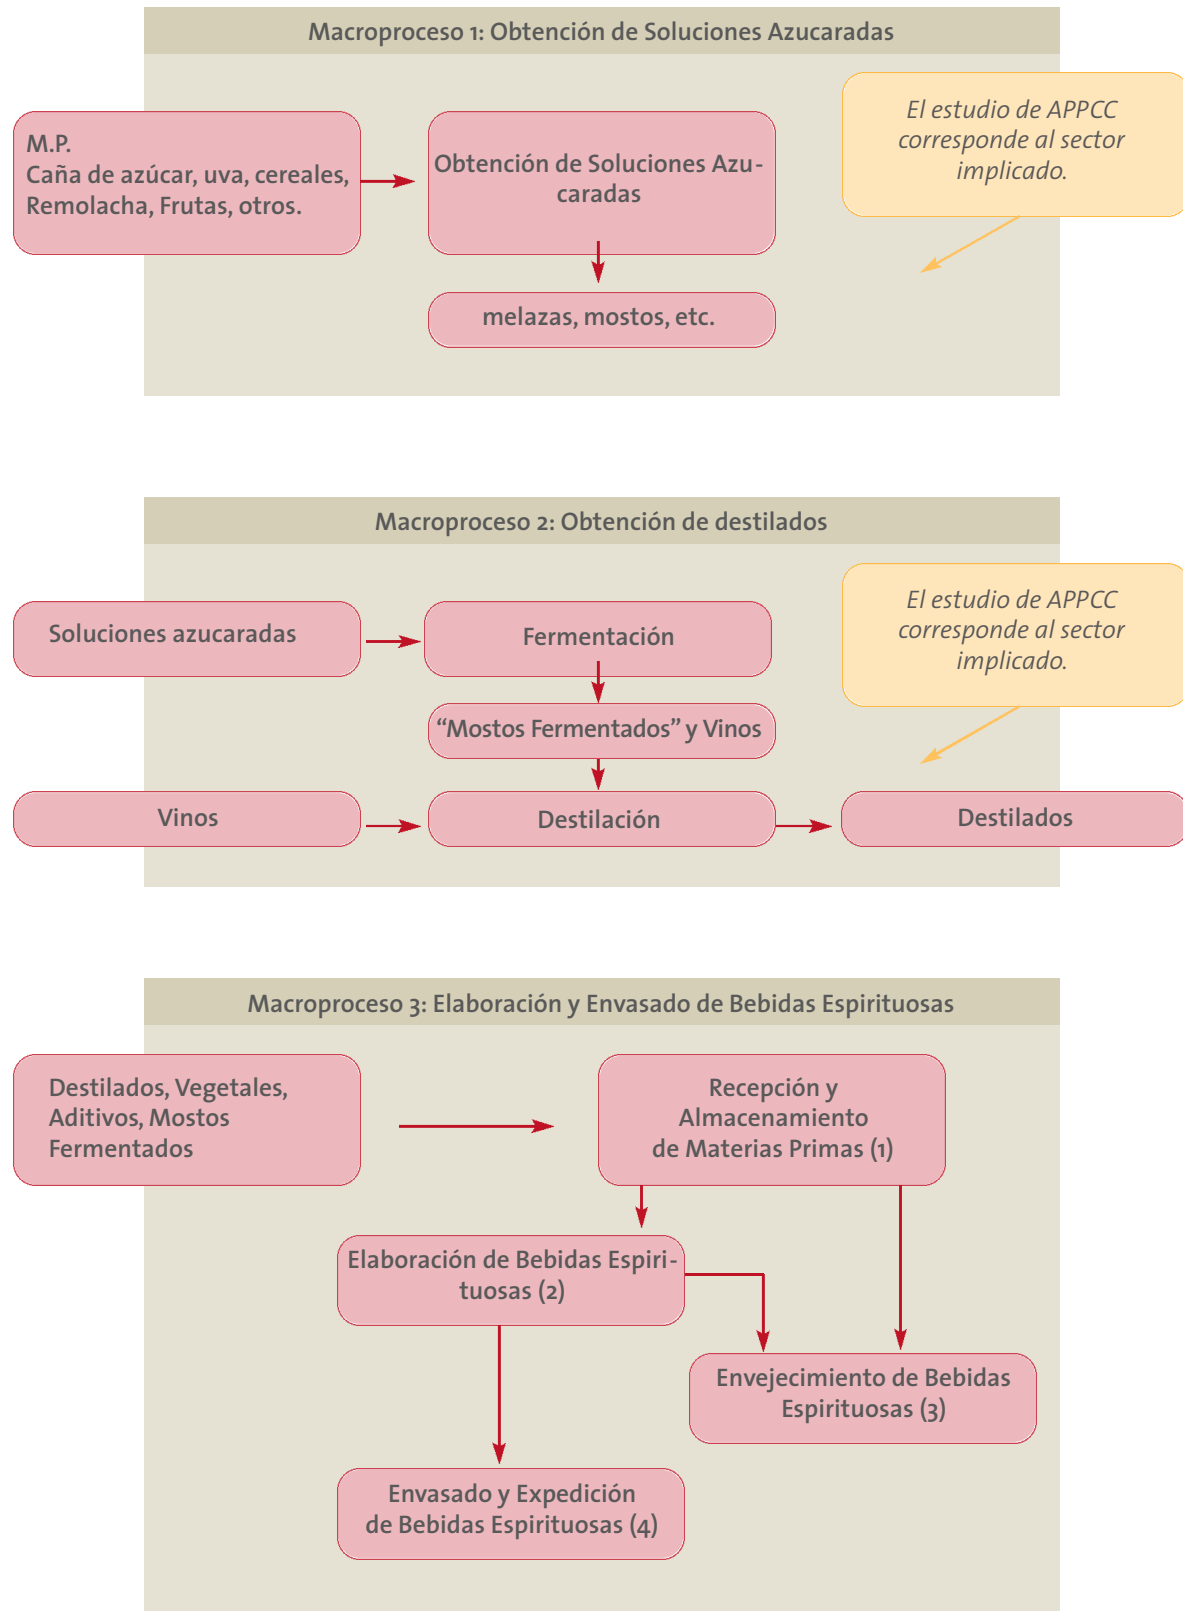 Macroproceso 1: Obtención de Soluciones Azucaradas
El estudio de APPCC
corresponde al sector
implicado.
M.P.
Caña de azúcar, uva, cereales,
Remolacha, Frutas, otros.
Obtención de Soluciones Azu-
caradas
melazas, mostos, etc.
Macroproceso 2: Obtención de destilados
El estudio de APPCC
corresponde al sector
implicado.
Soluciones azucaradas
Fermentación
“Mostos Fermentados” y Vinos
Vinos
Destilación
Destilados
Macroproceso 3: Elaboración y Envasado de Bebidas Espirituosas
Destilados, Vegetales,
Aditivos, Mostos
Fermentados
Recepción y
Almacenamiento
de Materias Primas (1)
Elaboración de Bebidas Espiri-
tuosas (2)
Envejecimiento de Bebidas
Espirituosas (3)
Envasado y Expedición
de Bebidas Espirituosas (4)